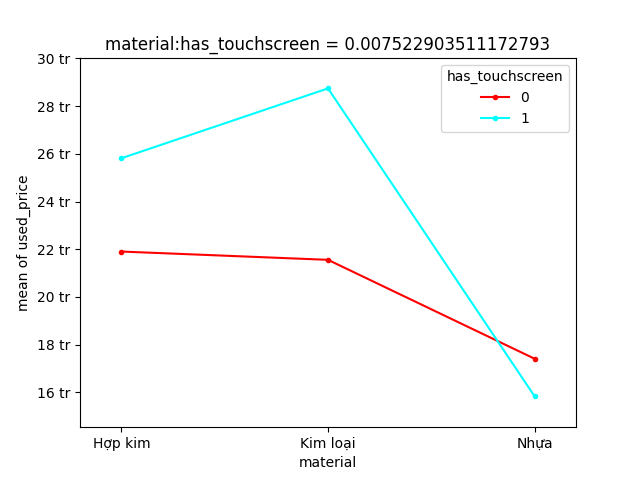 material:has_touchscreen = 0.007522903511172793
30 tr
28 tr
26 tr
24 tr
22 tr
20 tr
18 tr
16 tr
mean of used_price
has_touchscreen
0
1
Hợp kim
Kim loại
Nhựa
material